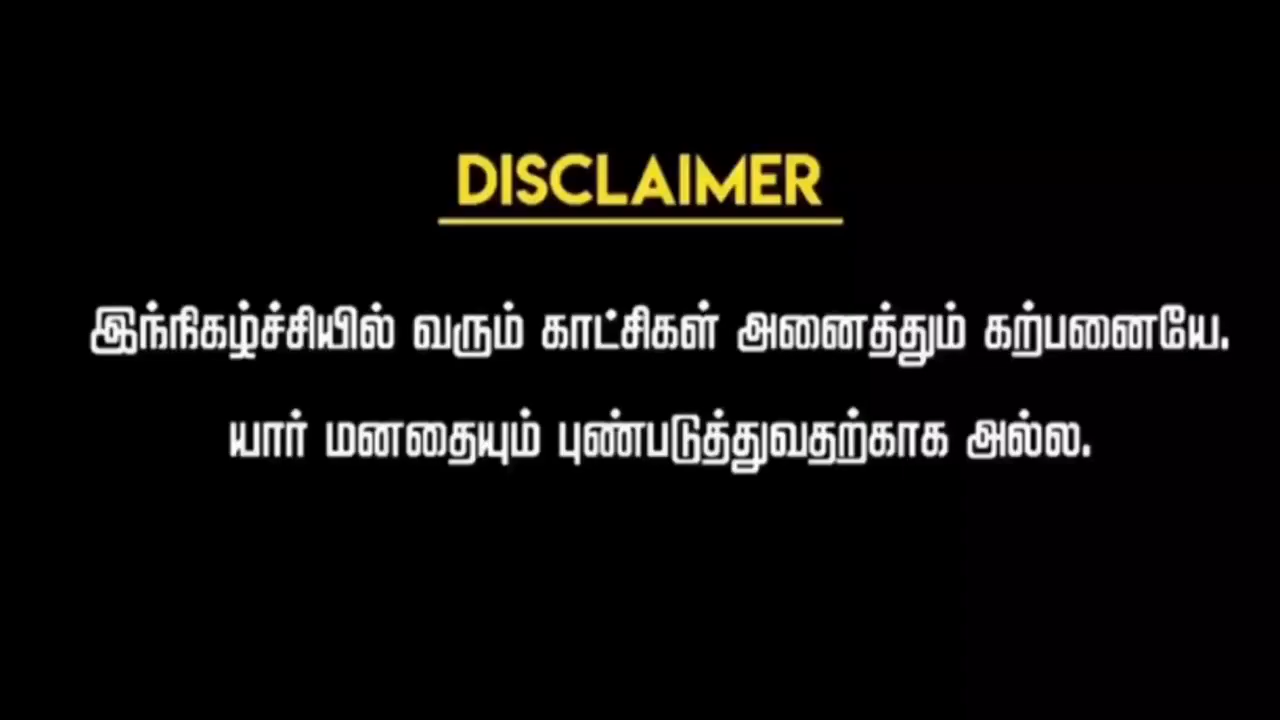 DISCLAIMER
இந்நிகழ்ச்சியில் வரும் காட்சிகள் அனைத்தும் கற்பனையே.
யார் மனதையும் புண்படுத்துவதற்காக அல்ல.